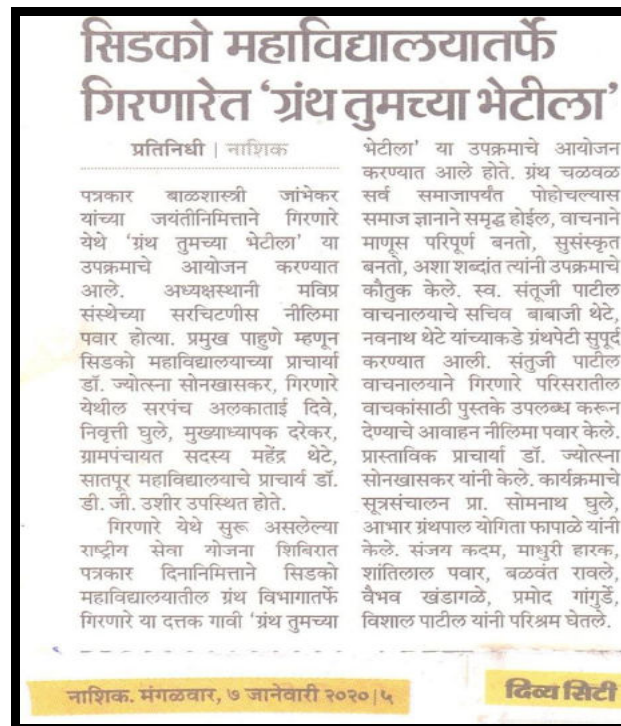 सिडको महाविद्यालयातर्फे
गिरणारेत ‘ग्रंथ तुमच्या भेटीला’
प्रतिनिधी | नाशिक
पत्रकार बाळशास्त्री जांभेकर
यांच्या जयंतीनिमित्ताने गिरणारे
येथे ‘ग्रंथ तुमच्या भेटीला’ या
उपक्रमाचे आयोजन करण्यात
आले. अध्यक्षस्थानी मविप्र
संस्थेच्या सरचिटणीस नीलिमा
पवार होत्या. प्रमुख पाहुणे म्हणून
सिडको महाविद्यालयाच्या प्राचार्या
डॉ. ज्योत्स्ना सोनखासकर, गिरणारे
येथील सरपंच अलकाताई दिवे,
निवृत्ती घुले, मुख्याध्यापक दरेकर,
ग्रामपंचायत सदस्य महेंद्र थेटे,
सातपूर महाविद्यालयाचे प्राचार्य डॉ.
डी. जी. उशीर उपस्थित होते.
गिरणारे येथे सुरू असलेल्या
राष्ट्रीय सेवा योजना शिबिरात
पत्रकार दिनानिमित्ताने सिडको
महाविद्यालयातील ग्रंथ विभागातर्फे
गिरणारे या दत्तक गावी ‘ग्रंथ तुमच्या
भेटीला’ या उपक्रमाचे आयोजन
करण्यात आले होते. ग्रंथ चळवळ
सर्व समाजापर्यंत पोहोचल्यास
समाज ज्ञानाने समृद्ध होईल, वाचनाने
माणूस परिपूर्ण बनतो, सुसंस्कृत
बनतो, अशा शब्दांत त्यांनी उपक्रमाचे
कौतुक केले. स्व. संतूजी पाटील
वाचनालयाचे सचिव बाबाजी थेटे,
नवनाथ थेटे यांच्याकडे ग्रंथपेटी सुपूर्द
करण्यात आली. संतुजी पाटील
वाचनालयाने गिरणारे परिसरातील
वाचकांसाठी पुस्तके उपलब्ध करून
देण्याचे आवाहन नीलिमा पवार केले.
प्रास्ताविक प्राचार्या डॉ. ज्योत्स्ना
सोनखासकर यांनी केले. कार्यक्रमाचे
सूत्रसंचालन प्रा. सोमनाथ घुले,
आभार ग्रंथपाल योगिता फापाळे यांनी
केले. संजय कदम, माधुरी हारक,
शांतिलाल पवार, बळवंत रावले,
वैभव खंडागळे, प्रमोद गांगुर्डे,
विशाल पाटील यांनी परिश्रम घेतले.
नाशिक. मंगळवार, ७ जानेवारी २०२०|५
दिव्य सिटी